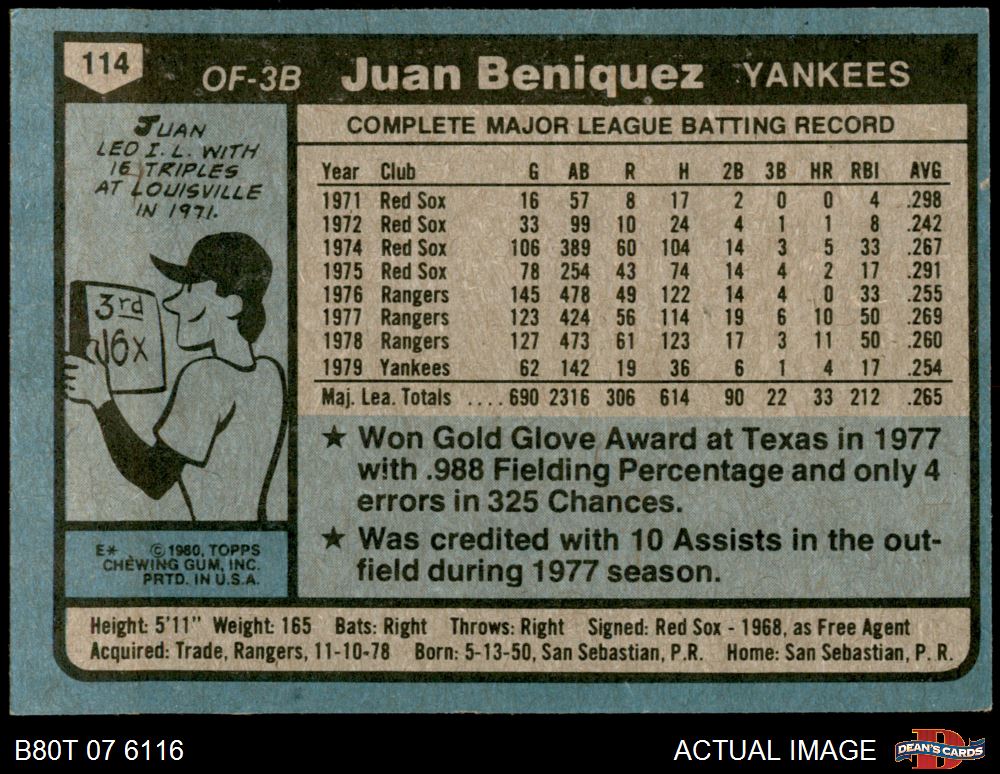 114
OF-3B Juan Beniquez YANKEES
JUAN
LED I.L. WITH
16 TRIPLES
AT LOUISVILLE
IN 1971.
3rd
16x
E* © 1980, TOPPS
CHEWING GUM, INC.
PRTD. IN U.S.A.
COMPLETE MAJOR LEAGUE BATTING RECORD
Year Club G AB R H 2B 3B HR RBI AVG
1971 Red Sox 16 57 8 17 2 0 0 4 .298
1972 Red Sox 33 99 10 24 4 1 1 8 .242
1974 Red Sox 106 389 60 104 14 3 5 33 .267
1975 Red Sox 78 254 43 74 14 4 2 17 .291
1976 Rangers 145 478 49 122 14 4 0 33 .255
1977 Rangers 123 424 56 114 19 6 10 50 .269
1978 Rangers 127 473 61 123 17 3 11 50 .260
1979 Yankees 62 142 19 36 6 1 4 17 .254
Maj. Lea. Totals .... 690 2316 306 614 90 22 33 212 .265
★ Won Gold Glove Award at Texas in 1977
with .988 Fielding Percentage and only 4
errors in 325 Chances.
★ Was credited with 10 Assists in the out-
field during 1977 season.
Height: 5'11" Weight: 165 Bats: Right Throws: Right Signed: Red Sox - 1968, as Free Agent
Acquired: Trade, Rangers, 11-10-78 Born: 5-13-50, San Sebastian, P.R. Home: San Sebastian, P. R.
B80T 07 6116 ACTUAL IMAGE
D
DEAN'S CARDS